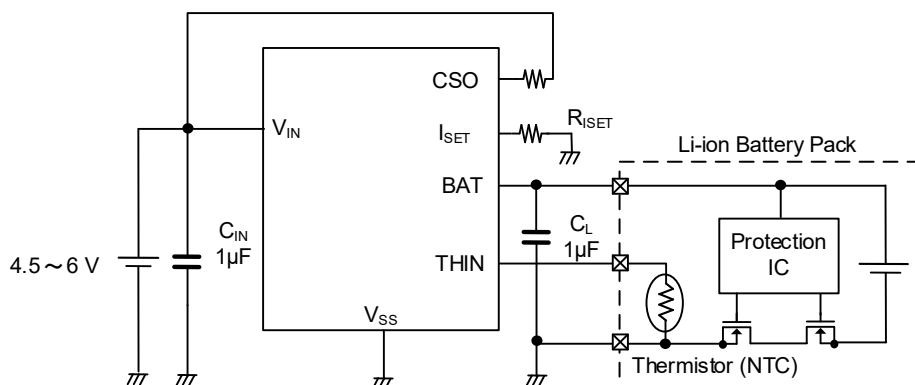 CSO
V_IN
I_SET
R_ISET
Li-ion Battery Pack
BAT
C_IN
1µF
C_L
1µF
Protection
IC
4.5～6 V
THIN
V_SS
Thermistor (NTC)